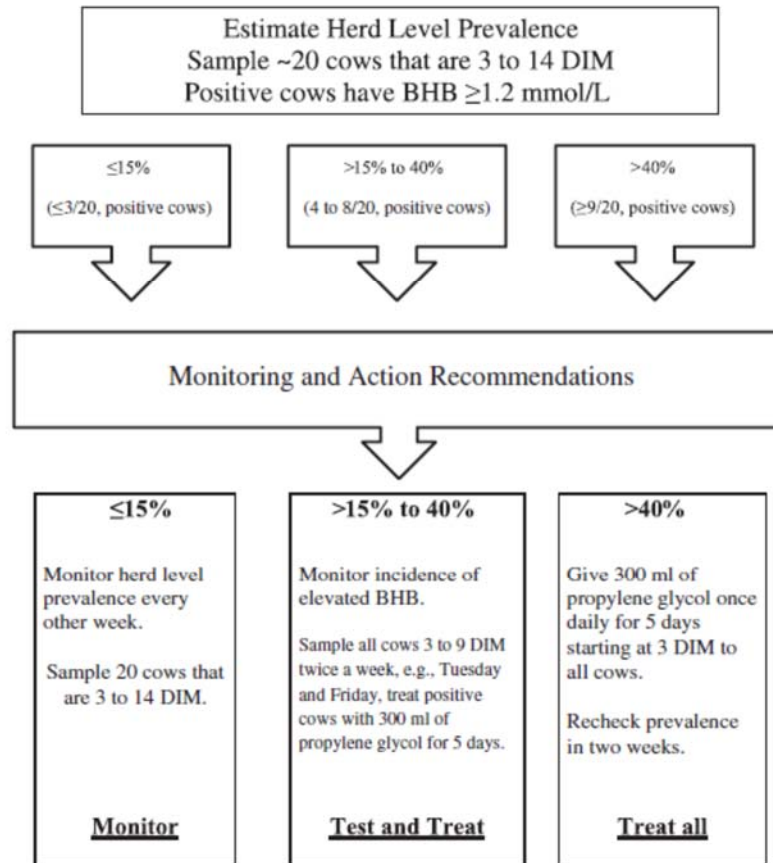 Estimate Herd Level Prevalence
Sample ~20 cows that are 3 to 14 DIM
Positive cows have BHB ≥1.2 mmol/L
≤15%
(≤3/20, positive cows)
>15% to 40%
(4 to 8/20, positive cows)
>40%
(≥9/20, positive cows)
Monitoring and Action Recommendations
≤15%
Monitor herd level
prevalence every
other week.
Sample 20 cows that
are 3 to 14 DIM.
Monitor
>15% to 40%
Monitor incidence of
elevated BHB.
Sample all cows 3 to 9 DIM
twice a week, e.g., Tuesday
and Friday, treat positive
cows with 300 ml of
propylene glycol for 5 days.
Test and Treat
>40%
Give 300 ml of
propylene glycol once
daily for 5 days
starting at 3 DIM to
all cows.
Recheck prevalence
in two weeks.
Treat all